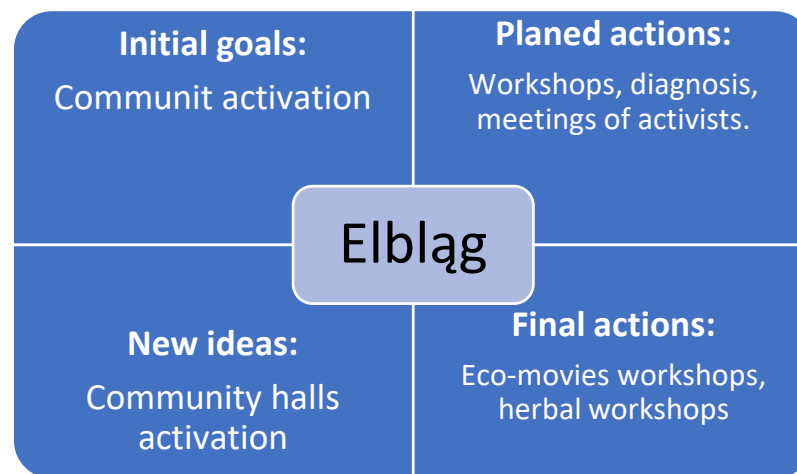 Initial goals:
Communit activation
Planed actions:
Workshops, diagnosis,
meetings of activists.
Elbląg
New ideas:
Community halls
activation
Final actions:
Eco-movies workshops,
herbal workshops